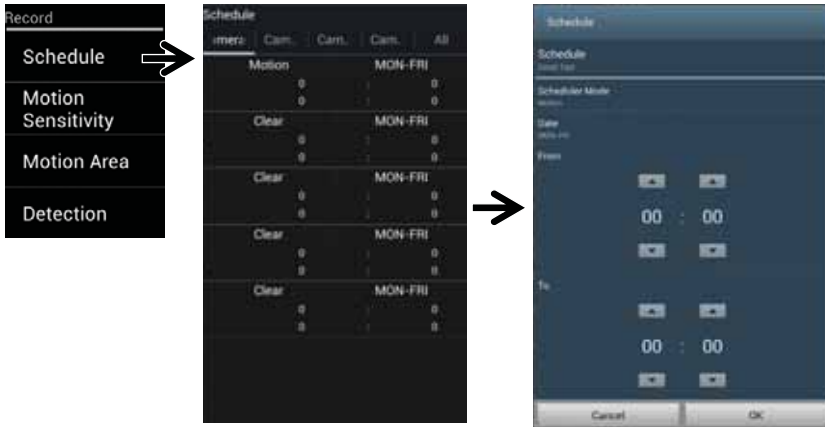 Record
Schedule
Motion
Sensitivity
Motion Area
Detection
Schedule
imera Cam. Cam. Cam. All
Motion MON-FRI
0 : 0
0 : 0
Clear MON-FRI
0 : 0
0 : 0
Clear MON-FRI
0 : 0
0 : 0
Clear MON-FRI
0 : 0
0 : 0
Clear MON-FRI
0 : 0
0 : 0
Schedule
Schedule
Scheduler Mode
Motion
Date
MON-FRI
From
00 : 00
To
00 : 00
Cancel OK